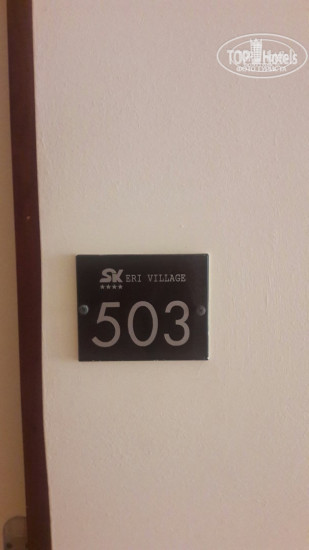 TOP Hotels
SK ERI VILLAGE
★★★★
503